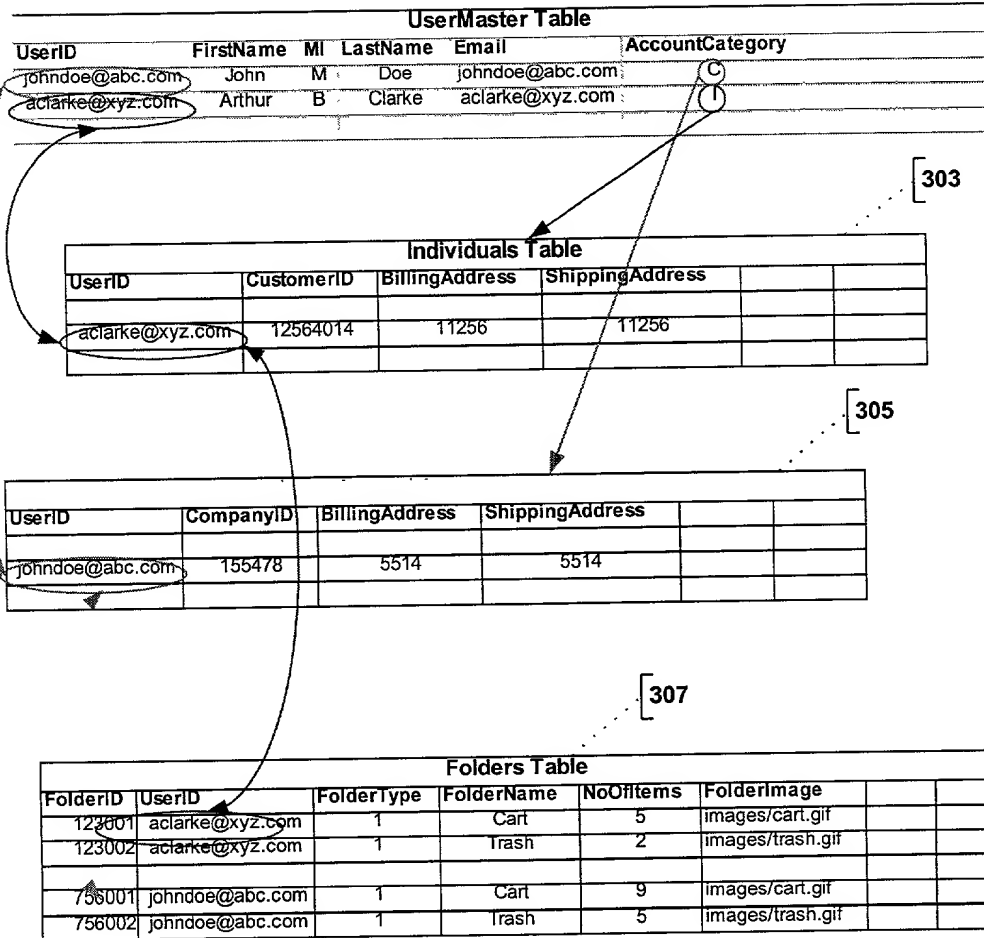 UserMaster Table
UserID FirstName MI LastName Email AccountCategory
johndoe@abc.com John M Doe johndoe@abc.com C
aclarke@xyz.com Arthur B Clarke aclarke@xyz.com I
303
Individuals Table
UserID CustomerID BillingAddress ShippingAddress
aclarke@xyz.com 12564014 11256 11256
305
UserID CompanyID BillingAddress ShippingAddress
johndoe@abc.com 155478 5514 5514
307
Folders Table
FolderID UserID FolderType FolderName NoOfItems FolderImage
123001 aclarke@xyz.com 1 Cart 5 images/cart.gif
123002 aclarke@xyz.com 1 Trash 2 images/trash.gif
756001 johndoe@abc.com 1 Cart 9 images/cart.gif
756002 johndoe@abc.com 1 Trash 5 images/trash.gif